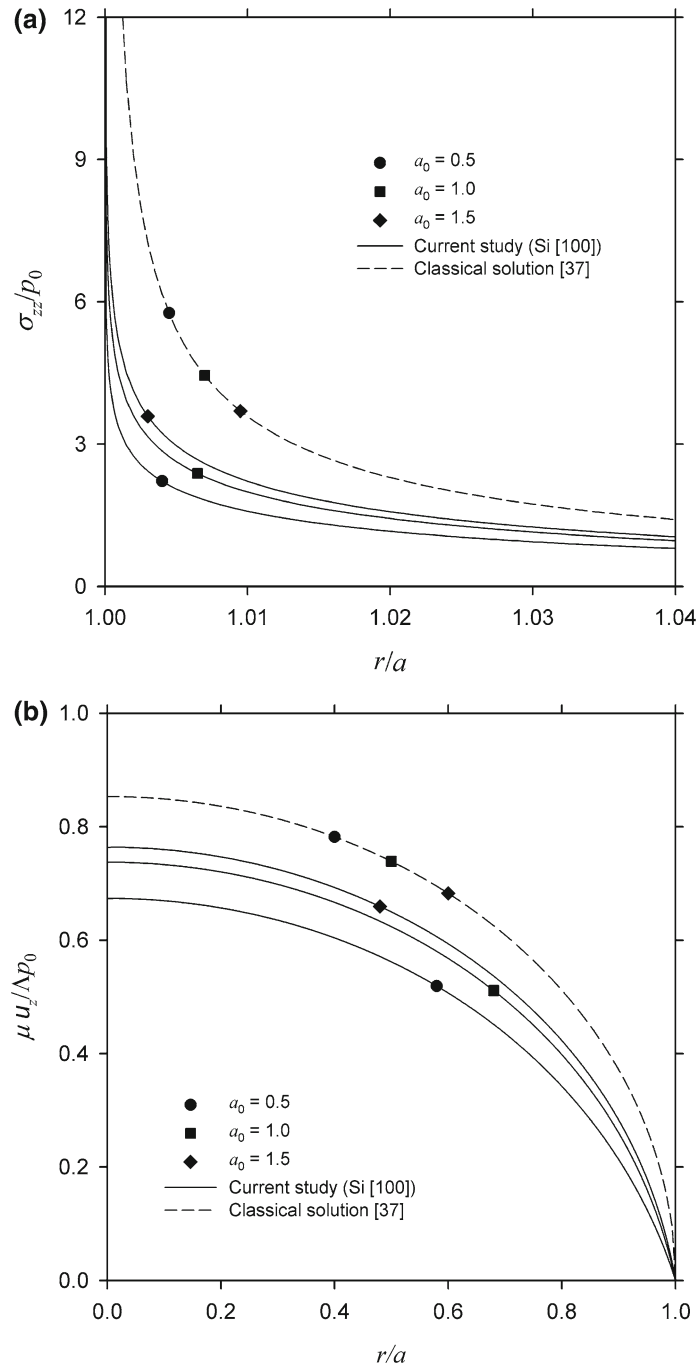 (a)
12
9
6
3
0
σzz/p0
a0 = 0.5
a0 = 1.0
a0 = 1.5
Current study (Si [100])
Classical solution [37]
1.00 1.01 1.02 1.03 1.04
r/a
(b)
1.0
0.8
0.6
0.4
0.2
0.0
μ uz/Λp0
a0 = 0.5
a0 = 1.0
a0 = 1.5
Current study (Si [100])
Classical solution [37]
0.0 0.2 0.4 0.6 0.8 1.0
r/a